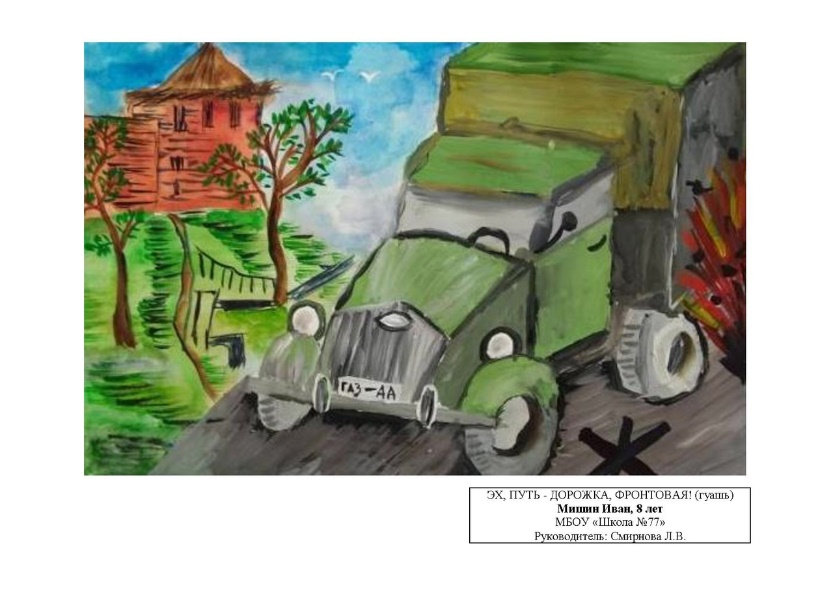 ГАЗ-АА
ЭХ, ПУТЬ - ДОРОЖКА, ФРОНТОВАЯ! (гуашь)
Мишин Иван, 8 лет
МБОУ «Школа №77»
Руководитель: Смирнова Л.В.